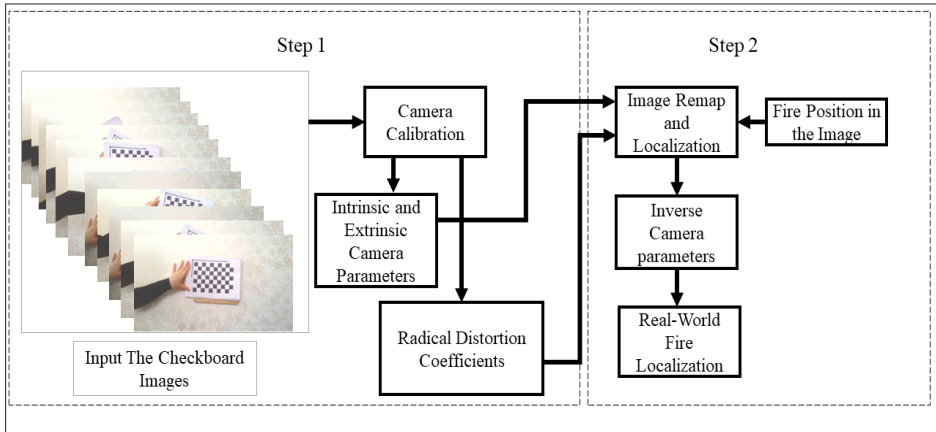 Step 1
Step 2
Camera
Calibration
Image Remap
and
Localization
Fire Position in
the Image
Intrinsic and
Extrinsic
Camera
Parameters
Inverse
Camera
parameters
Radical Distortion
Coefficients
Real-World
Fire
Localization
Input The Checkboard
Images